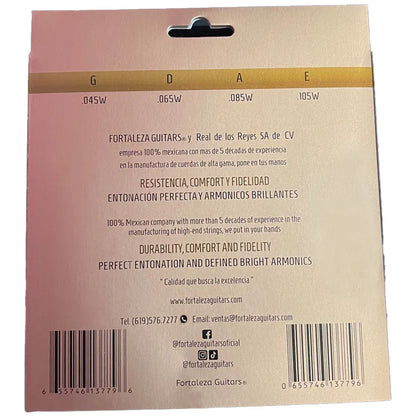 G D A E
.045W .065W .085W .105W
FORTALEZA GUITARS® y Real de los Reyes SA de CV
empresa 100% mexicana con mas de 5 décadas de experiencia
en la manufactura de cuerdas de alta gama, pone en tus manos
RESISTENCIA, COMFORT Y FIDELIDAD
ENTONACIÓN PERFECTA Y ARMONICOS BRILLANTES
100% Mexican company with more than 5 decades of experience in the
manufacturing of high-end strings, we put in your hands
DURABILITY, COMFORT AND FIDELITY
PERFECT ENTONATION AND DEFINED BRIGHT ARMONICS
" Calidad que busca la excelencia "
www.fortalezaguitars.com
Tel. (619)576.7277 Email: ventas@fortalezaguitars.com
@fortalezaguitarsoficial
@fortalezaguitars
Fortaleza Guitars®
6 55746 13779 6
0 655746 137796